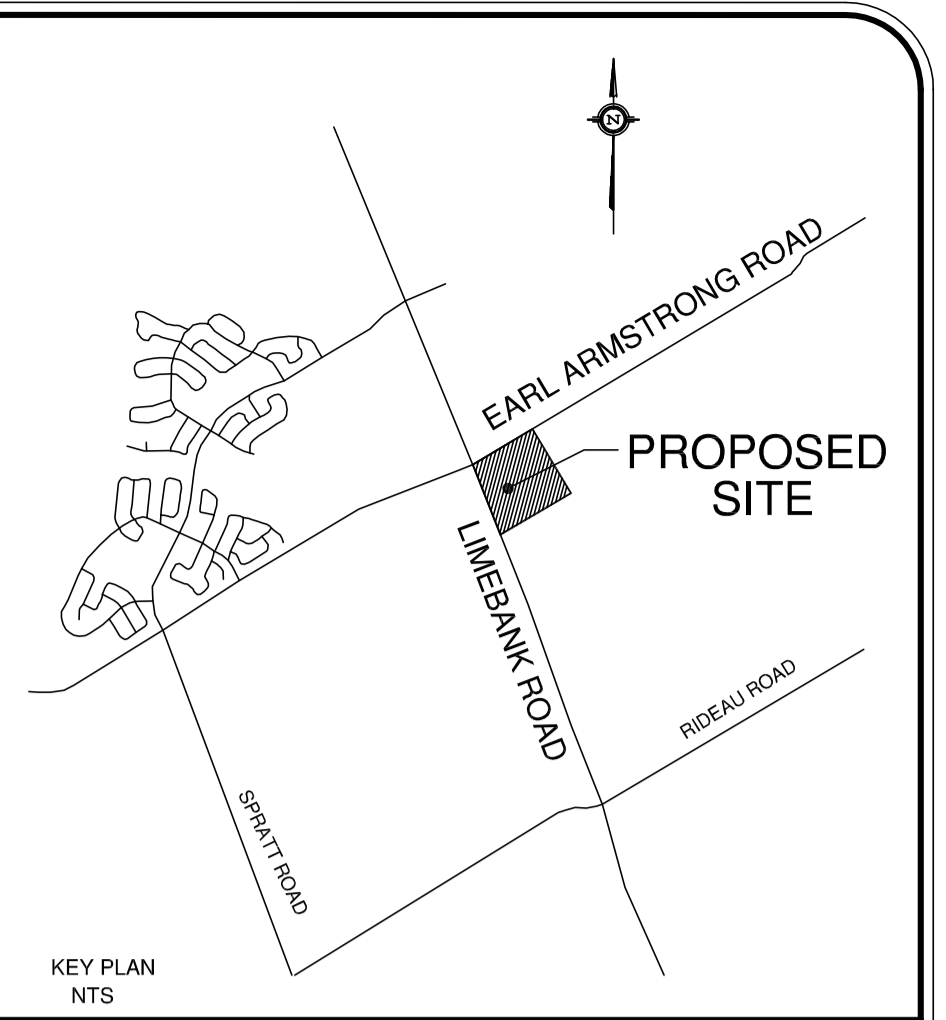 N
EARL ARMSTRONG ROAD
PROPOSED
SITE
LIMEBANK ROAD
RIDEAU ROAD
SPRATT ROAD
KEY PLAN
NTS